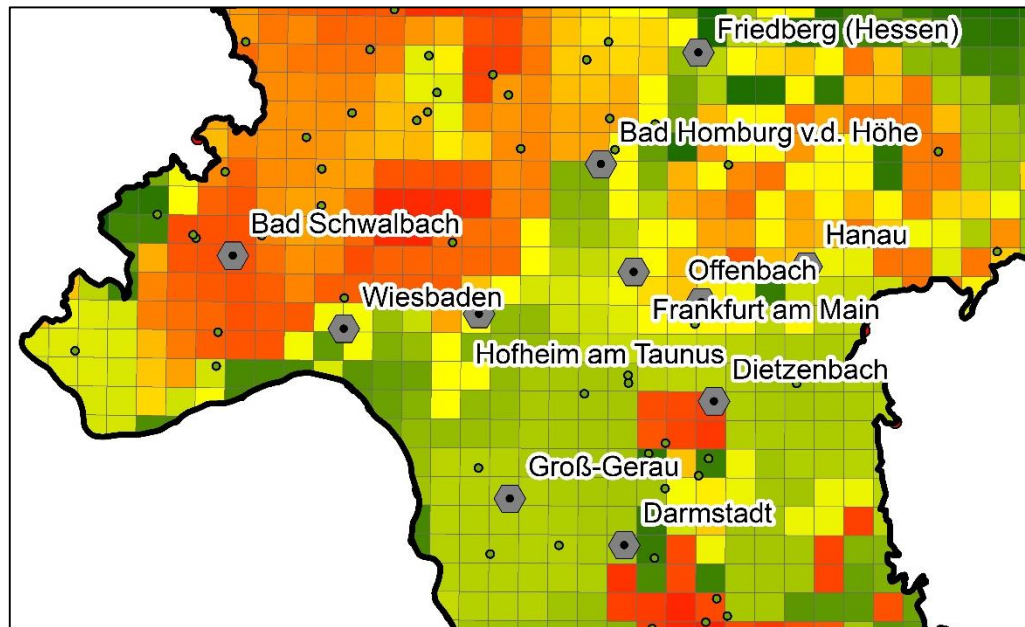 Friedberg (Hessen)
Bad Homburg v.d. Höhe
Bad Schwalbach
Hanau
Offenbach
Wiesbaden
Frankfurt am Main
Hofheim am Taunus
Dietzenbach
Groß-Gerau
Darmstadt